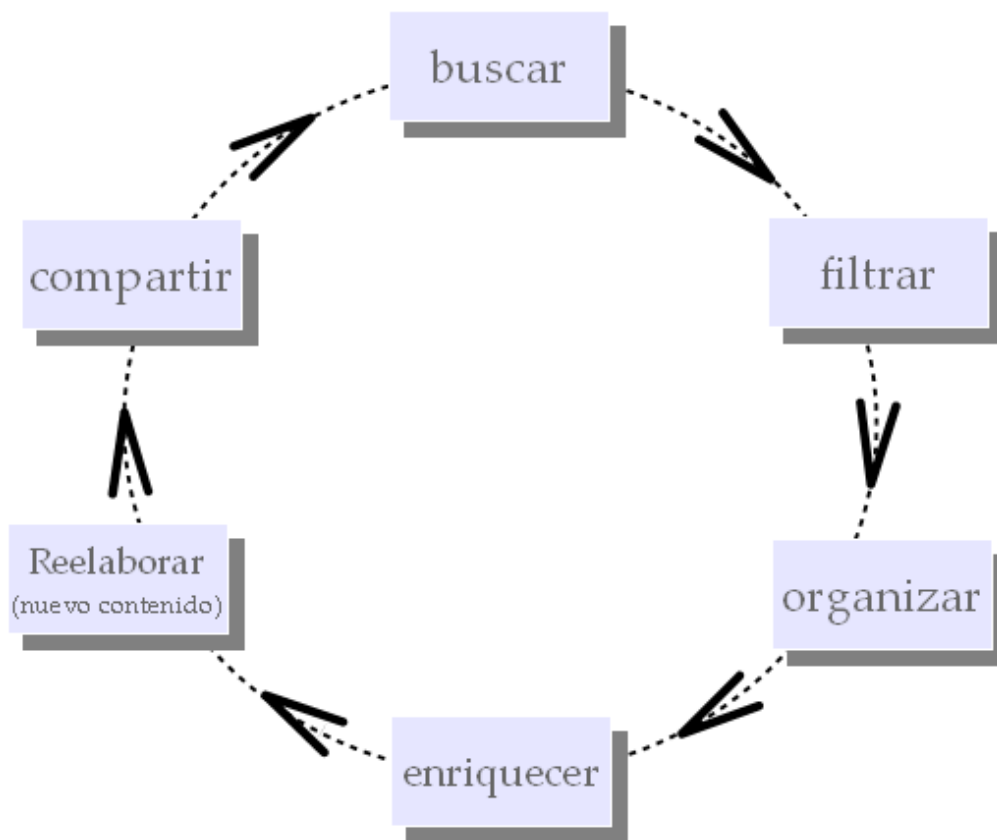 buscar
filtrar
organizar
enriquecer
Reelaborar
(nuevo contenido)
compartir